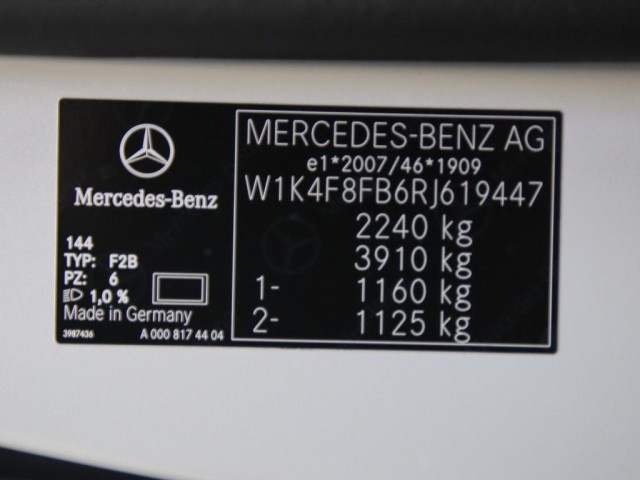 Mercedes-Benz
144
TYP: F2B
PZ: 6
1,0 %
Made in Germany
3987436 A 000 817 44 04
MERCEDES-BENZ AG
e1*2007/46*1909
W1K4F8FB6RJ619447
2240 kg
3910 kg
1- 1160 kg
2- 1125 kg